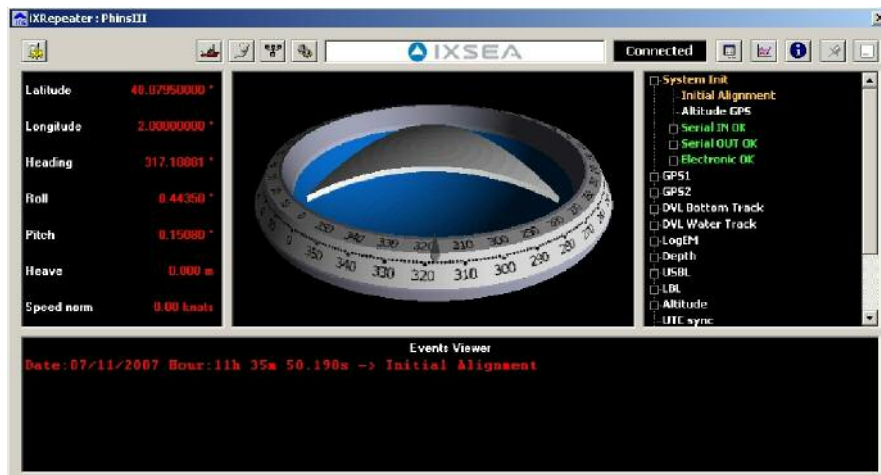 iXRepeater : PhinsIII
IXSEA
Connected
Latitude 48.87950000 °
Longitude 2.00000000 °
Heading 317.18881 °
Roll 0.44350 °
Pitch 0.15080 °
Heave 0.000 m
Speed norm 0.00 knots
350 340 330 320 310 300 290 280 270
System Init
Initial Alignment
Altitude GPS
Serial IN OK
Serial OUT OK
Electronic OK
GPS1
GPS2
DVL Bottom Track
DVL Water Track
LogEM
Depth
USBL
LBL
Altitude
UTC sync
Events Viewer
Date:07/11/2007 Hour:11h 35m 50.190s -> Initial Alignment